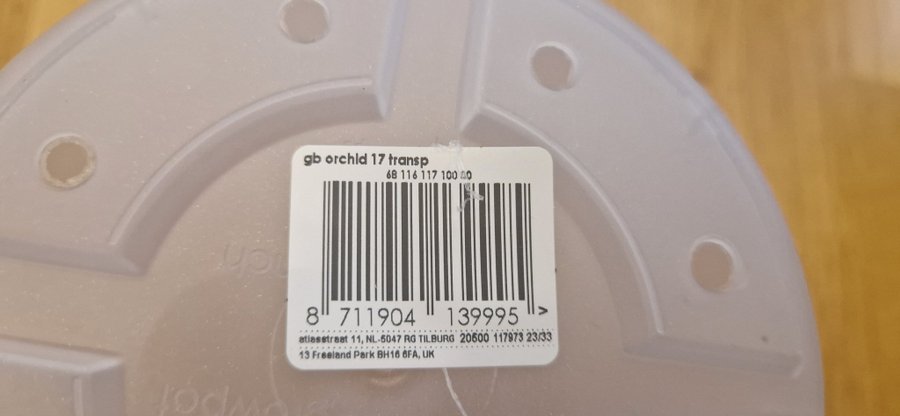 gb orchid 17 transp
68 116 117 100 00
8 711904 139995 >
atlasstraat 11, NL-5047 RG TILBURG 20500 117973 23/33
13 Freeland Park BH16 6FA, UK